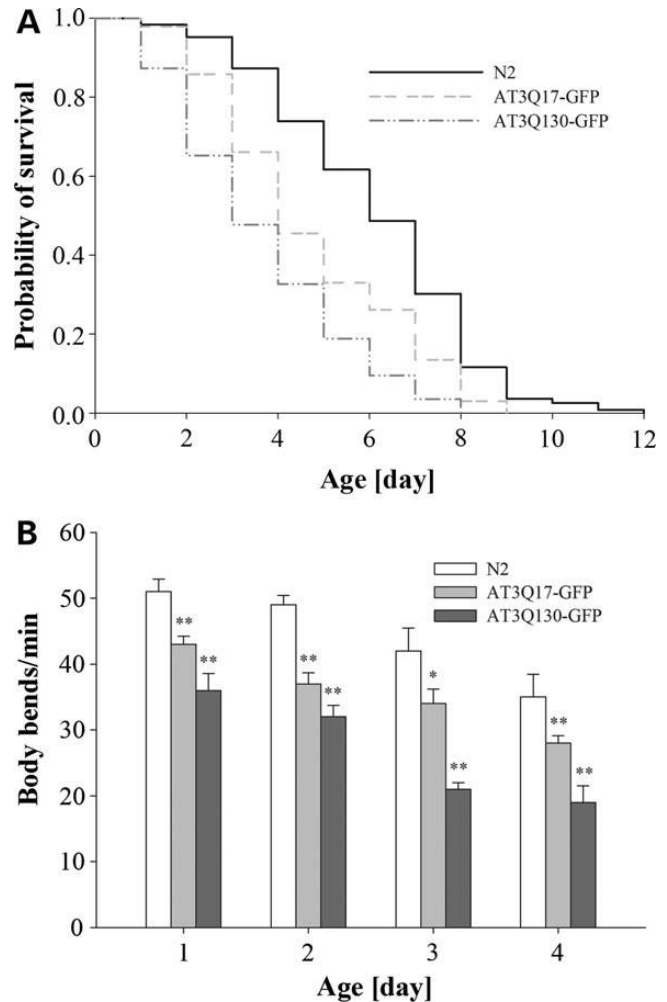 A
1.0
0.8
0.6
0.4
0.2
0.0
Probability of survival
N2
AT3Q17-GFP
AT3Q130-GFP
0 2 4 6 8 10 12
Age [day]
B
60
50
40
30
20
10
0
Body bends/min
N2
AT3Q17-GFP
AT3Q130-GFP
** ** ** ** * ** ** **
1 2 3 4
Age [day]